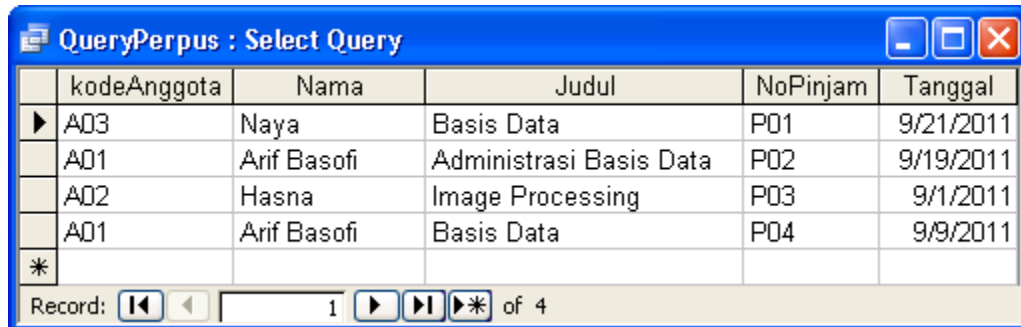 QueryPerpus : Select Query
kodeAnggota Nama Judul NoPinjam Tanggal
A03 Naya Basis Data P01 9/21/2011
A01 Arif Basofi Administrasi Basis Data P02 9/19/2011
A02 Hasna Image Processing P03 9/1/2011
A01 Arif Basofi Basis Data P04 9/9/2011
Record: 1 of 4